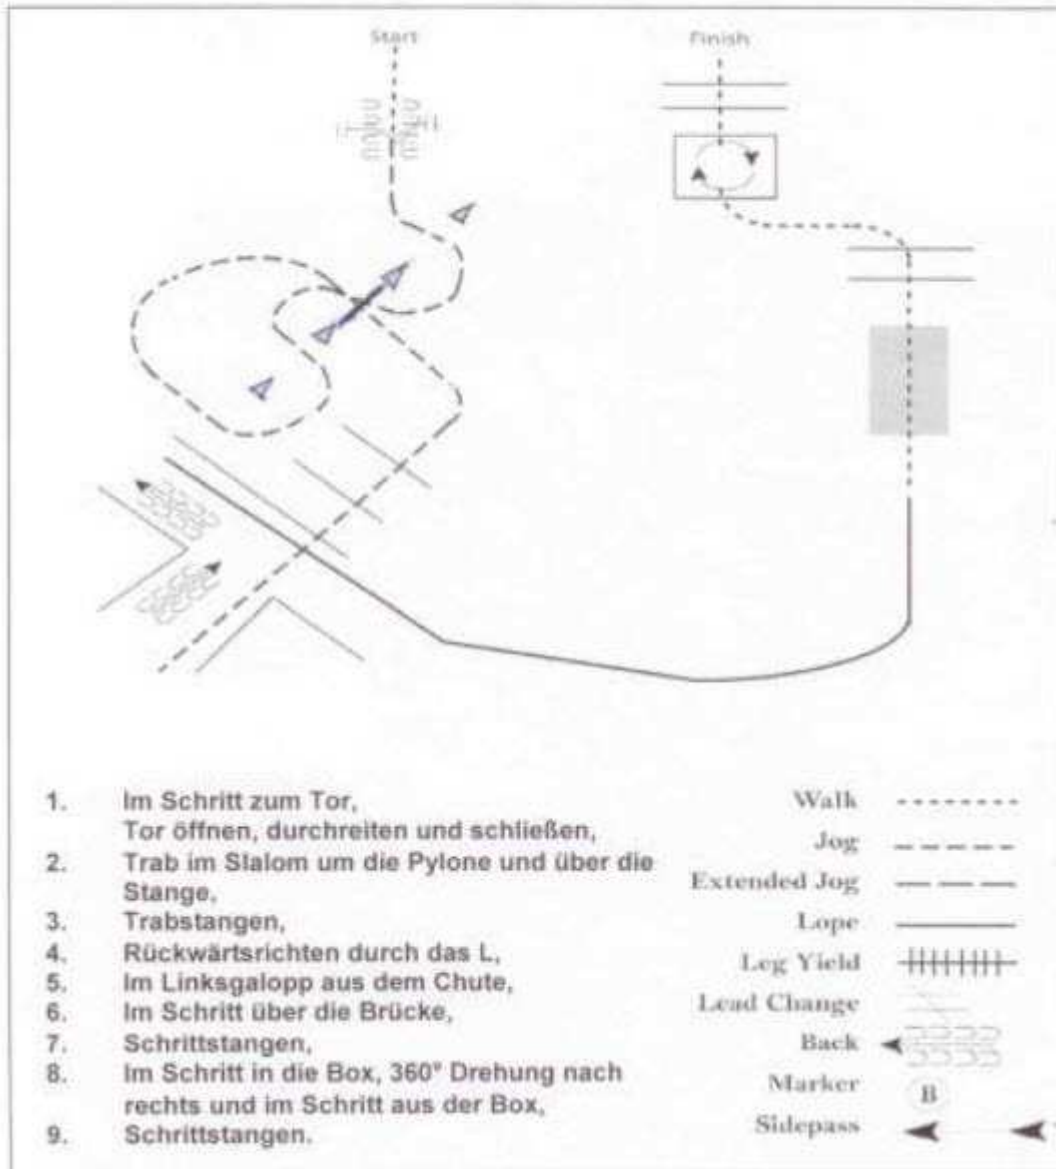 Start
Finish
1. Im Schritt zum Tor,
Tor öffnen, durchreiten und schließen,
2. Trab im Slalom um die Pylone und über die
Stange,
3. Trabstangen,
4. Rückwärtsrichten durch das L,
5. Im Linksgalopp aus dem Chute,
6. Im Schritt über die Brücke,
7. Schrittstangen,
8. Im Schritt in die Box, 360° Drehung nach
rechts und im Schritt aus der Box,
9. Schrittstangen.
Walk
Jog
Extended Jog
Lope
Leg Yield
Lead Change
Back
Marker B
Sidepass